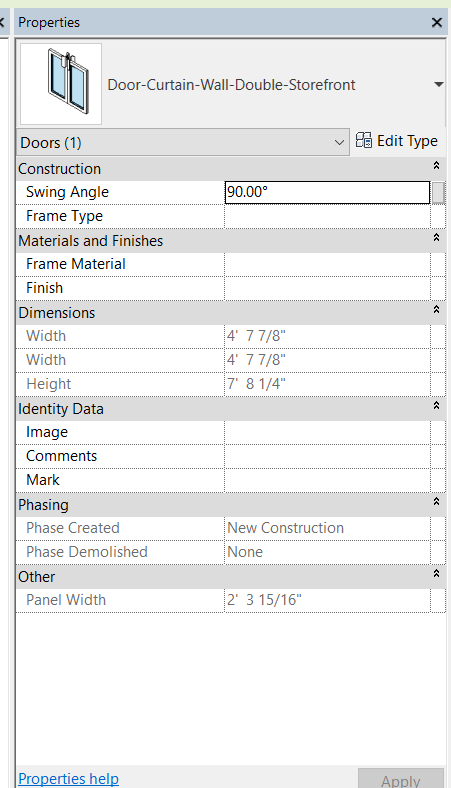 Properties
Door-Curtain-Wall-Double-Storefront
Doors (1) Edit Type
Construction
Swing Angle 90.00°
Frame Type
Materials and Finishes
Frame Material
Finish
Dimensions
Width 4' 7 7/8"
Width 4' 7 7/8"
Height 7' 8 1/4"
Identity Data
Image
Comments
Mark
Phasing
Phase Created New Construction
Phase Demolished None
Other
Panel Width 2' 3 15/16"
Properties help Apply